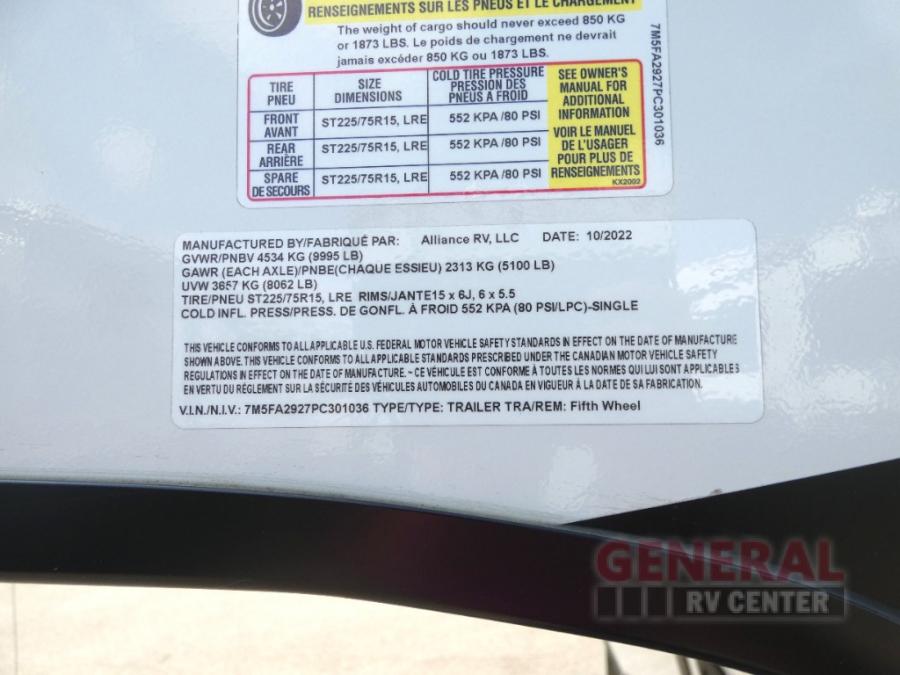 RENSEIGNEMENTS SUR LES PNEUS ET LE CHARGEMENT
The weight of cargo should never exceed 850 KG
or 1873 LBS. Le poids de chargement ne devrait
jamais excéder 850 KG ou 1873 LBS.
TIRE
PNEU
SIZE
DIMENSIONS
COLD TIRE PRESSURE
PRESSION DES
PNEUS A FROID
SEE OWNER'S
MANUAL FOR
ADDITIONAL
INFORMATION
VOIR LE MANUEL
DE L'USAGER
POUR PLUS DE
RENSEIGNEMENTS
KX2002
FRONT
AVANT
ST225/75R15, LRE
552 KPA /80 PSI
REAR
ARRIÈRE
ST225/75R15, LRE
552 KPA /80 PSI
SPARE
DE SECOURS
ST225/75R15, LRE
552 KPA /80 PSI
7M5FA2927PC301036
MANUFACTURED BY/FABRIQUÉ PAR: Alliance RV, LLC DATE: 10/2022
GVWR/PNBV 4534 KG (9995 LB)
GAWR (EACH AXLE)/PNBE(CHAQUE ESSIEU) 2313 KG (5100 LB)
UVW 3657 KG (8062 LB)
TIRE/PNEU ST225/75R15, LRE RIMS/JANTE15 x 6J, 6 x 5.5
COLD INFL. PRESS/PRESS. DE GONFL. À FROID 552 KPA (80 PSI/LPC)-SINGLE
THIS VEHICLE CONFORMS TO ALL APPLICABLE U.S. FEDERAL MOTOR VEHICLE SAFETY STANDARDS IN EFFECT ON THE DATE OF MANUFACTURE
SHOWN ABOVE. THIS VEHICLE CONFORMS TO ALL APPLICABLE STANDARDS PRESCRIBED UNDER THE CANADIAN MOTOR VEHICLE SAFETY
REGULATIONS IN EFFECT ON THE DATE OF MANUFACTURE. ~ CE VÉHICULE EST CONFORME À TOUTES LES NORMES QUI LUI SONT APPLICABLES
EN VERTU DU RÈGLEMENT SUR LA SÉCURITÉ DES VÉHICULES AUTOMOBILES DU CANADA EN VIGUEUR À LA DATE DE SA FABRICATION.
V.I.N./N.I.V.: 7M5FA2927PC301036 TYPE/TYPE: TRAILER TRA/REM: Fifth Wheel
GENERAL
RV CENTER